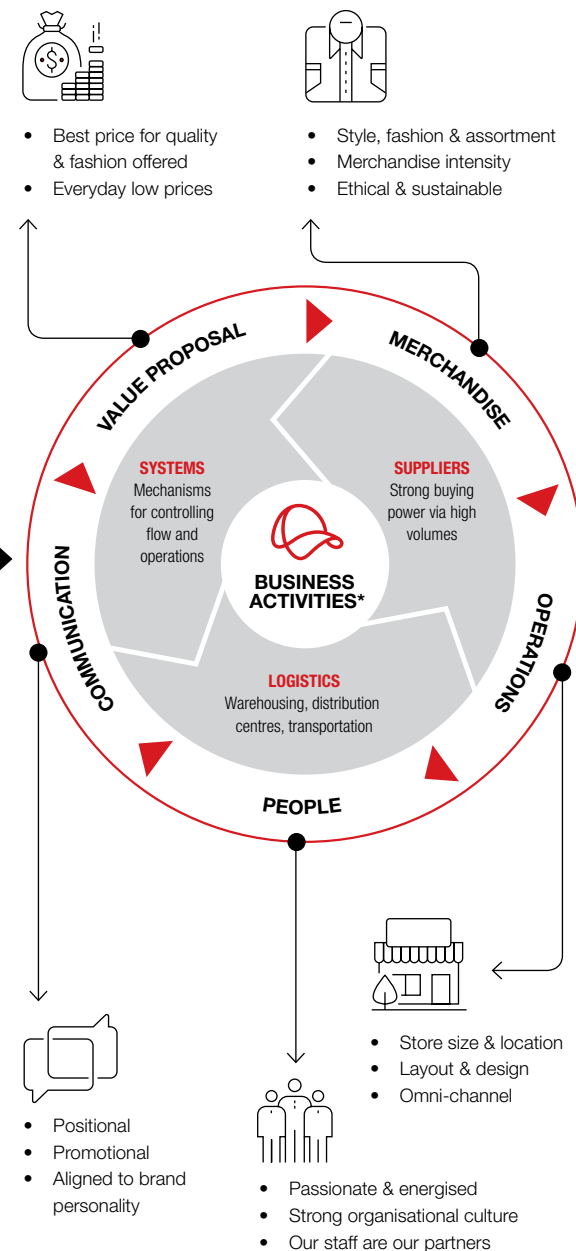 • Best price for quality
& fashion offered
• Everyday low prices
• Style, fashion & assortment
• Merchandise intensity
• Ethical & sustainable
VALUE PROPOSAL
MERCHANDISE
SYSTEMS
Mechanisms
for controlling
flow and
operations
SUPPLIERS
Strong buying
power via high
volumes
BUSINESS
ACTIVITIES*
COMMUNICATION
OPERATIONS
LOGISTICS
Warehousing, distribution
centres, transportation
PEOPLE
• Store size & location
• Layout & design
• Omni-channel
• Positional
• Promotional
• Aligned to brand
personality
• Passionate & energised
• Strong organisational culture
• Our staff are our partners